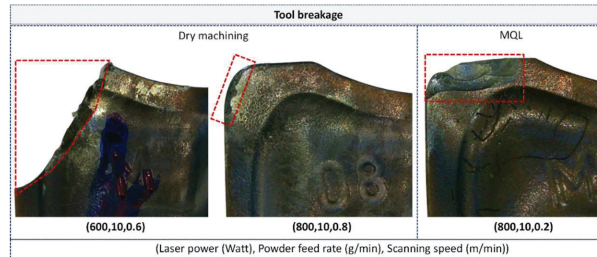 Tool breakage
Dry machining
MQL
08
(600,10,0.6)
(800,10,0.8)
(800,10,0.2)
(Laser power (Watt), Powder feed rate (g/min), Scanning speed (m/min))